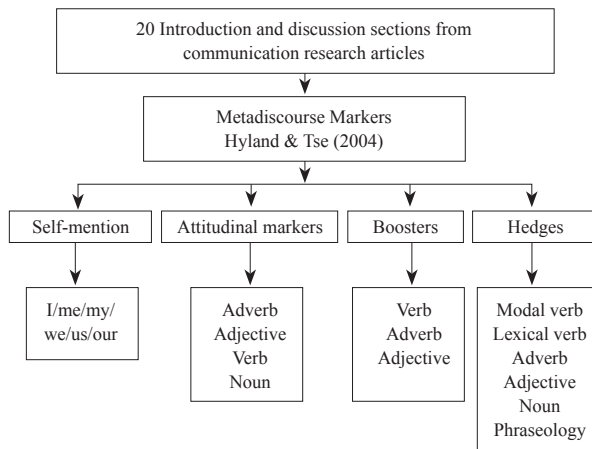 20 Introduction and discussion sections from
communication research articles
Metadiscourse Markers
Hyland & Tse (2004)
Self-mention
Attitudinal markers
Boosters
Hedges
I/me/my/
we/us/our
Adverb
Adjective
Verb
Noun
Verb
Adverb
Adjective
Modal verb
Lexical verb
Adverb
Adjective
Noun
Phraseology